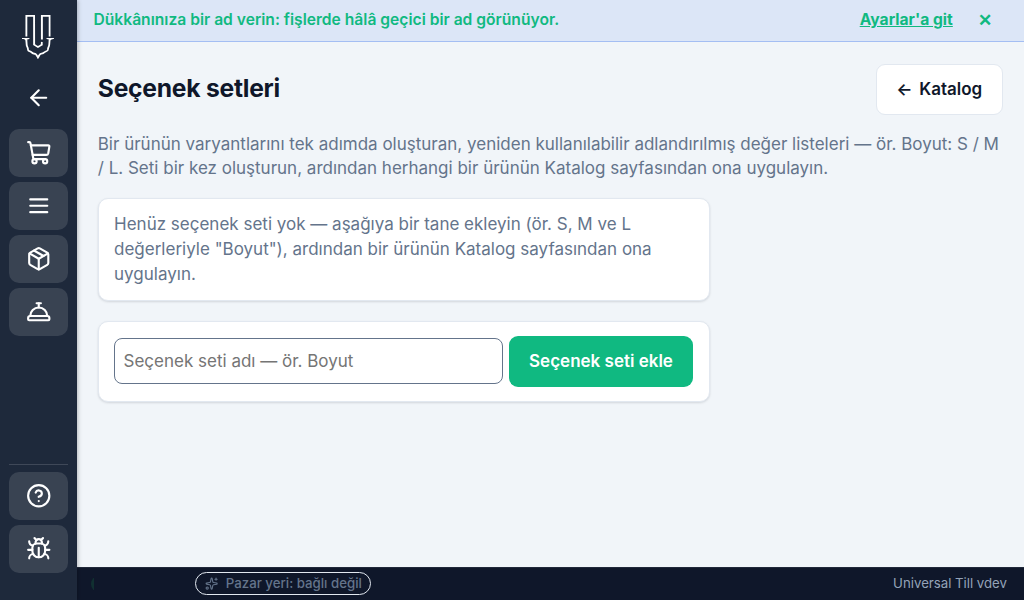 Dükkânınıza bir ad verin: fişlerde hâlâ geçici bir ad görünüyor.
Ayarlar'a git ✕
Seçenek setleri
← Katalog
Bir ürünün varyantlarını tek adımda oluşturan, yeniden kullanılabilir adlandırılmış değer listeleri — ör. Boyut: S / M
/ L. Seti bir kez oluşturun, ardından herhangi bir ürünün Katalog sayfasından ona uygulayın.
Henüz seçenek seti yok — aşağıya bir tane ekleyin (ör. S, M ve L
değerleriyle "Boyut"), ardından bir ürünün Katalog sayfasından ona
uygulayın.
Seçenek seti adı — ör. Boyut
Seçenek seti ekle
Pazar yeri: bağlı değil
Universal Till vdev